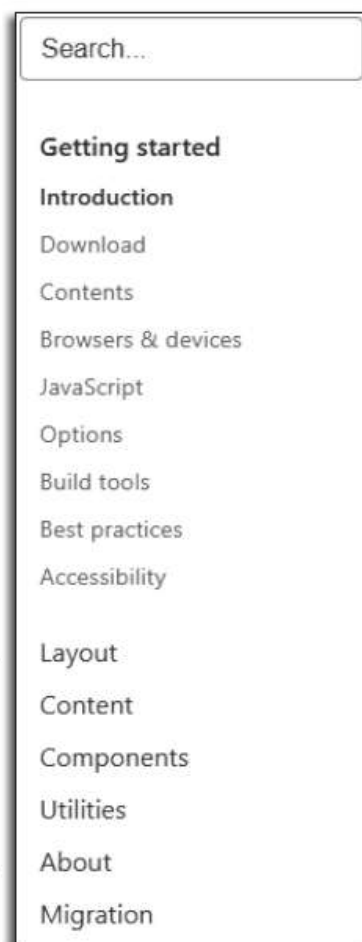 Search...
Getting started
Introduction
Download
Contents
Browsers & devices
JavaScript
Options
Build tools
Best practices
Accessibility
Layout
Content
Components
Utilities
About
Migration